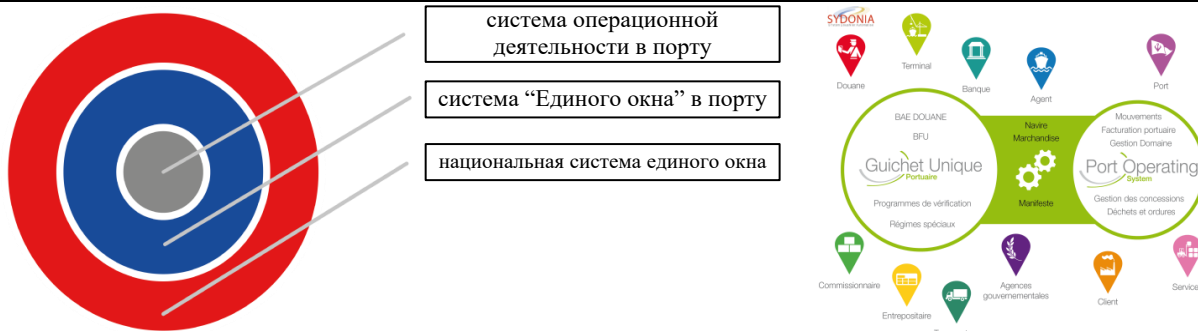 система операционной
деятельности в порту
система “Единого окна” в порту
национальная система единого окна
SYDONIA
Douane
Terminal
Banque
Agent
Port
BAE DOUANE
BFU
Guichet Unique
Portuaire
Programmes de vérification
Régimes spéciaux
Navire
Marchandise
Manifeste
Mouvements
Facturation portuaire
Gestion Domaine
Port Operating
System
Gestion des concessions
Déchets et ordures
Commissionnaire
Entrepositaire
Agences
gouvernementales
Client
Service